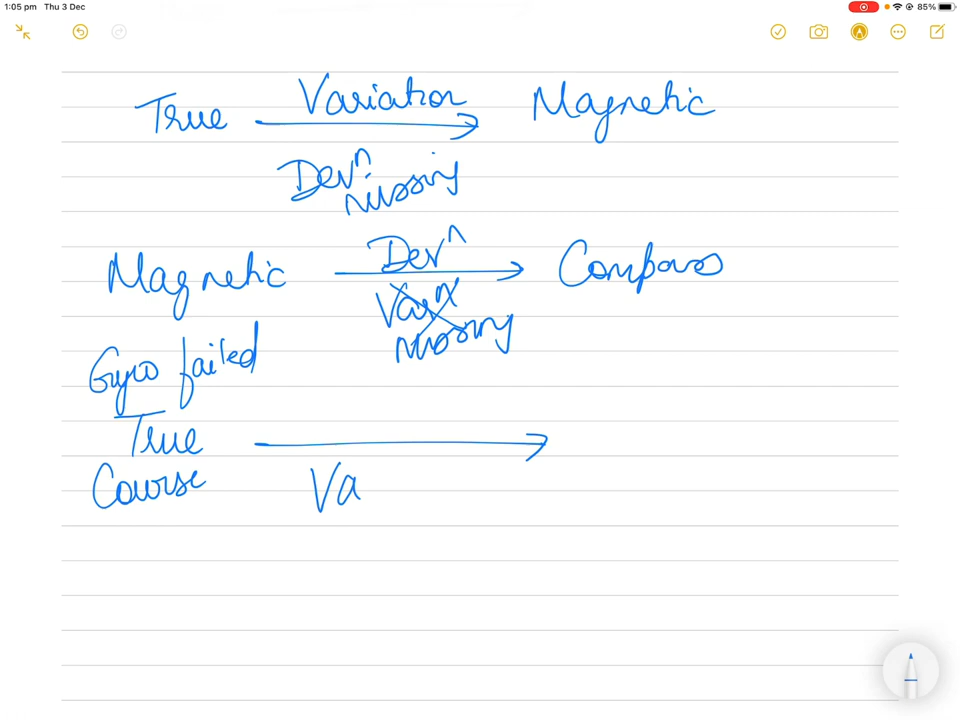 1:05 pm Thu 3 Dec 85%
True Variation Magnetic
Devⁿ
missing
Magnetic Devⁿ Compass
Varⁿ
missing
Gyro failed
True
Course Va